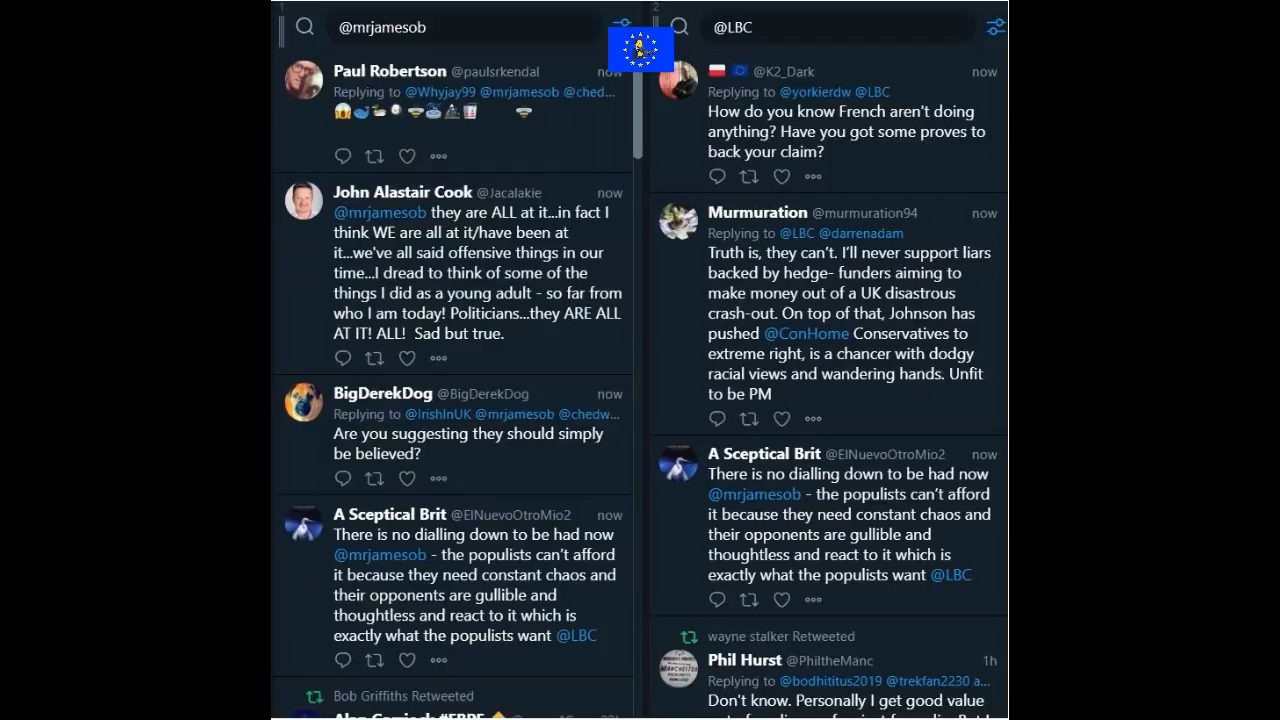 1
@mrjamesob
Paul Robertson @paulsrkendal now
Replying to @Whyjay99 @mrjamesob @ched...
John Alastair Cook @Jacalakie now
@mrjamesob they are ALL at it...in fact I
think WE are all at it/have been at
it...we've all said offensive things in our
time...I dread to think of some of the
things I did as a young adult - so far from
who I am today! Politicians...they ARE ALL
AT IT! ALL! Sad but true.
BigDerekDog @BigDerekDog now
Replying to @IrishInUK @mrjamesob @chedw...
Are you suggesting they should simply
be believed?
A Sceptical Brit @ElNuevoOtroMio2 now
There is no dialling down to be had now
@mrjamesob - the populists can't afford
it because they need constant chaos and
their opponents are gullible and
thoughtless and react to it which is
exactly what the populists want @LBC
Bob Griffiths Retweeted
2
@LBC
@K2_Dark now
Replying to @yorkierdw @LBC
How do you know French aren't doing
anything? Have you got some proves to
back your claim?
Murmuration @murmuration94 now
Replying to @LBC @darrenadam
Truth is, they can't. I'll never support liars
backed by hedge- funders aiming to
make money out of a UK disastrous
crash-out. On top of that, Johnson has
pushed @ConHome Conservatives to
extreme right, is a chancer with dodgy
racial views and wandering hands. Unfit
to be PM
A Sceptical Brit @ElNuevoOtroMio2 now
There is no dialling down to be had now
@mrjamesob - the populists can't afford
it because they need constant chaos and
their opponents are gullible and
thoughtless and react to it which is
exactly what the populists want @LBC
wayne stalker Retweeted
Phil Hurst @PhiltheManc 1h
Replying to @bodhititus2019 @trekfan2230 a...
Don't know. Personally I get good value